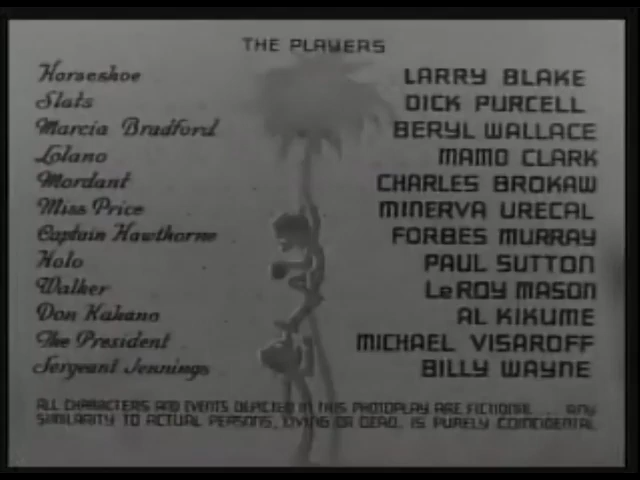 THE PLAYERS
Horseshoe LARRY BLAKE
Slats DICK PURCELL
Marcia Bradford BERYL WALLACE
Lolano MAMO CLARK
Mordant CHARLES BROKAW
Miss Price MINERVA URECAL
Captain Hawthorne FORBES MURRAY
Kolo PAUL SUTTON
Walker LeROY MASON
Don Kakano AL KIKUME
The President MICHAEL VISAROFF
Sergeant Jennings BILLY WAYNE
ALL CHARACTERS AND EVENTS DEPICTED IN THIS PHOTOPLAY ARE FICTIONAL ... ANY
SIMILARITY TO ACTUAL PERSONS, LIVING OR DEAD, IS PURELY COINCIDENTAL